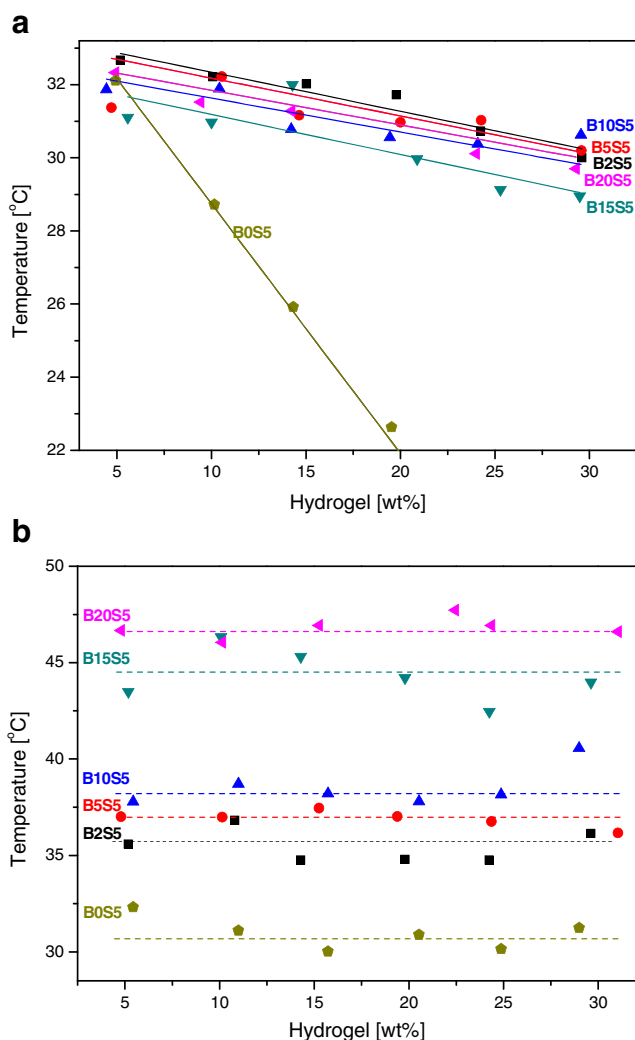 a
32
30
28
26
24
22
Temperature [°C]
B10S5
B5S5
B2S5
B20S5
B15S5
B0S5
5 10 15 20 25 30
Hydrogel [wt%]
b
50
45
40
35
30
Temperature [°C]
B20S5
B15S5
B10S5
B5S5
B2S5
B0S5
5 10 15 20 25 30
Hydrogel [wt%]